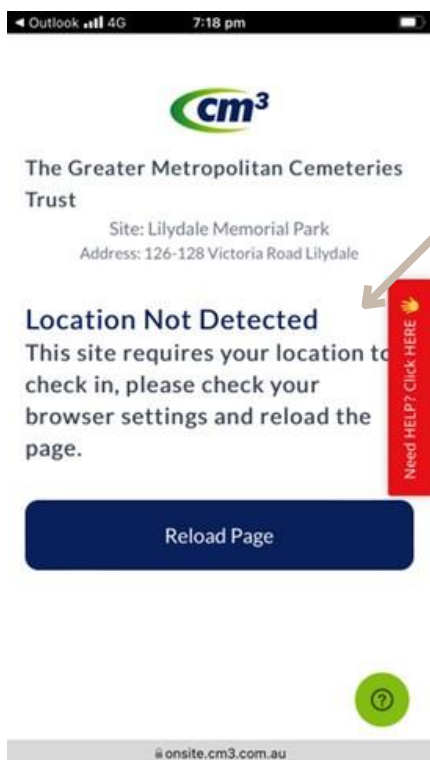 Outlook 4G 7:18 pm
cm³
The Greater Metropolitan Cemeteries
Trust
Site: Lilydale Memorial Park
Address: 126-128 Victoria Road Lilydale
Location Not Detected
This site requires your location to
check in, please check your
browser settings and reload the
page.
Need HELP? Click HERE 👋
Reload Page
?
onsite.cm3.com.au